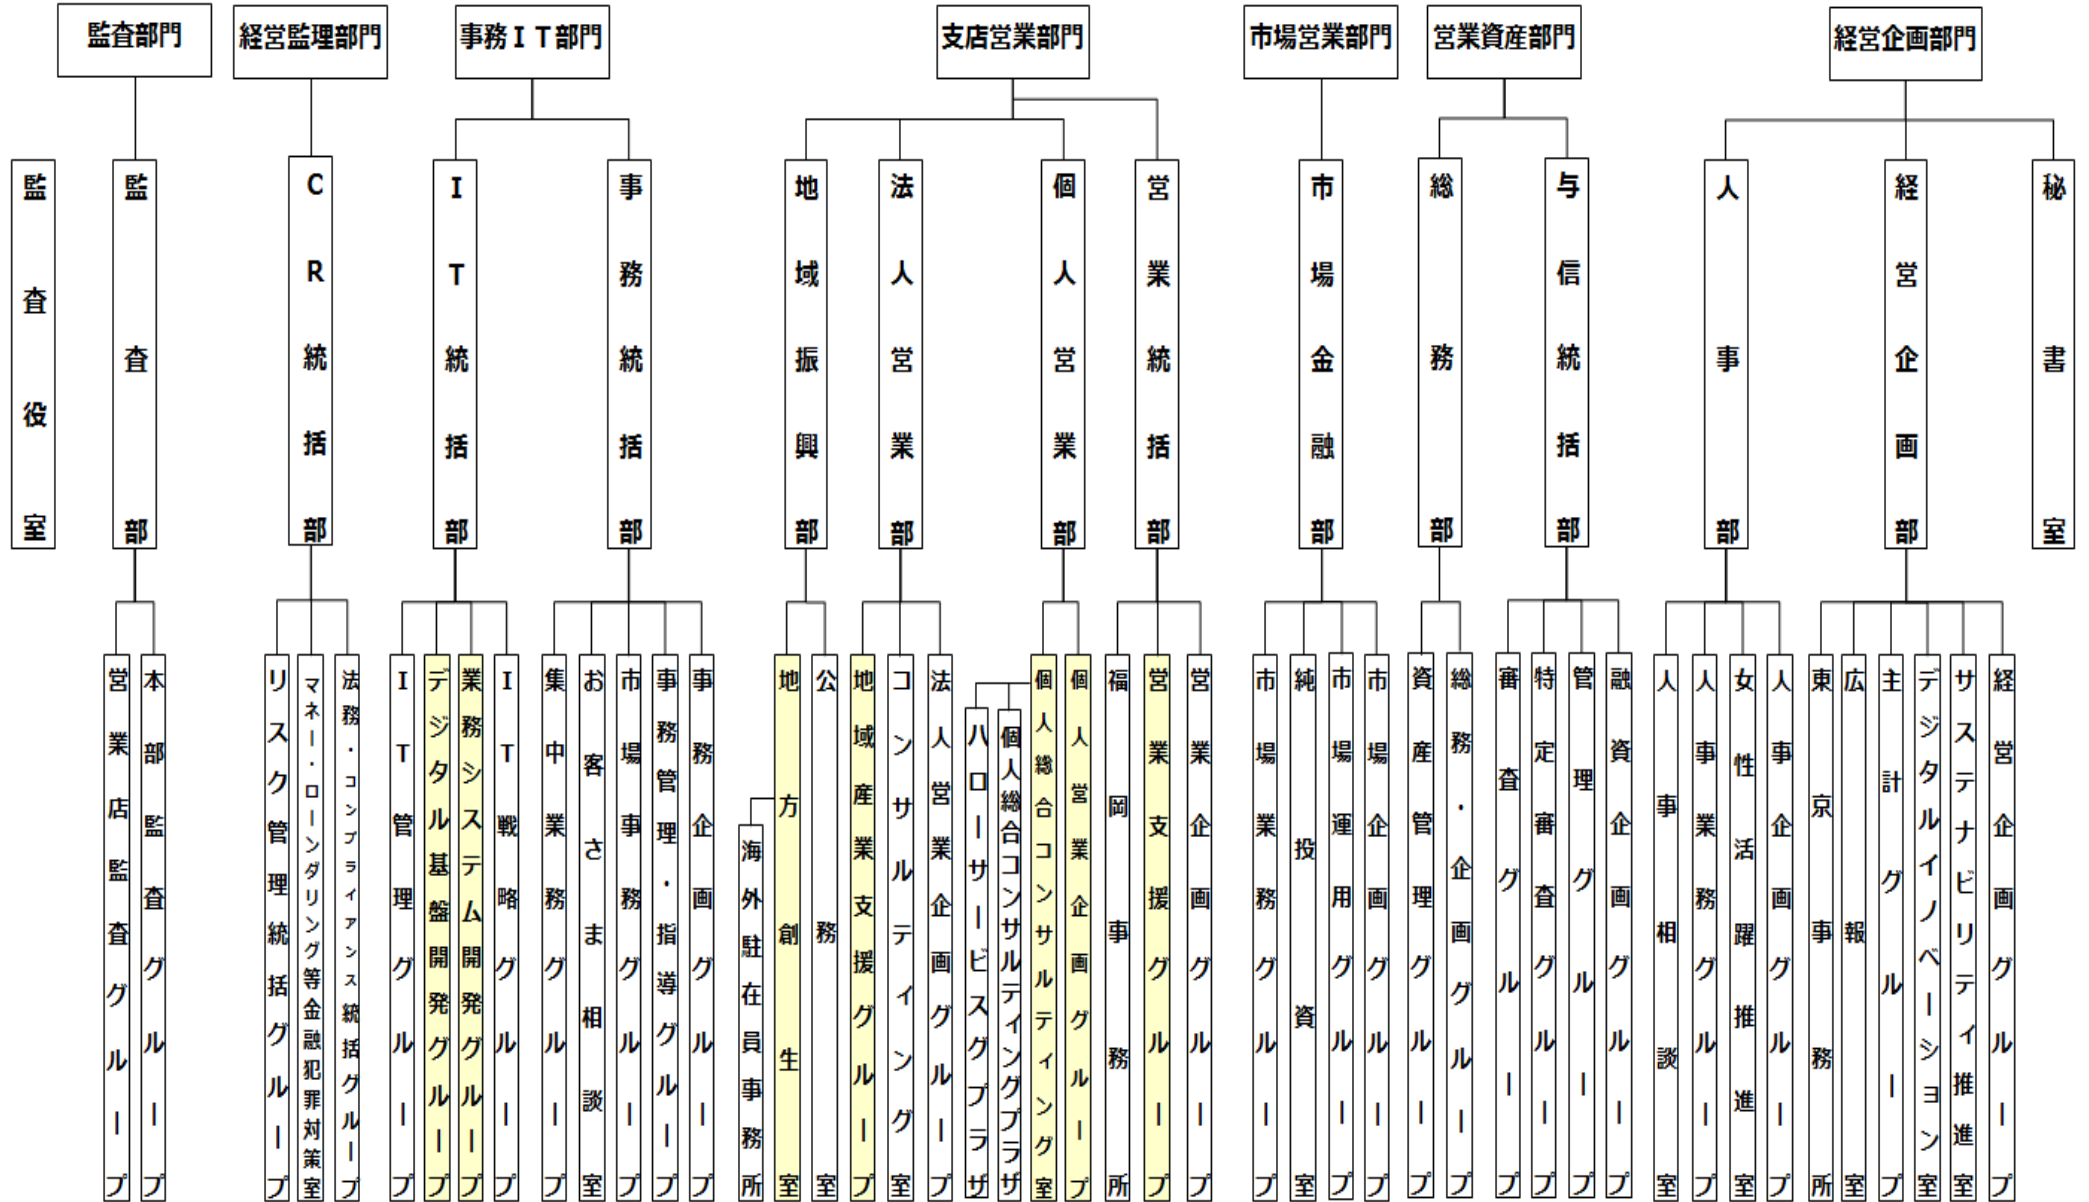 監査部門
経営監理部門
事務ＩＴ部門
支店営業部門
市場営業部門
営業資産部門
経営企画部門
監査役室
監査部
ＣＲ統括部
ＩＴ統括部
事務統括部
地域振興部
法人営業部
個人営業部
営業統括部
市場金融部
総務部
与信統括部
人事部
経営企画部
秘書室
営業店監査グループ
本部監査グループ
リスク管理統括グループ
マネー・ローンダリング等金融犯罪対策室
法務・コンプライアンス統括グループ
ＩＴ管理グループ
デジタル基盤開発グループ
業務システム開発グループ
ＩＴ戦略グループ
集中業務グループ
お客さま相談室
市場事務グループ
事務管理・指導グループ
事務企画グループ
海外駐在員事務所
地方創生室
公務室
地域産業支援グループ
コンサルティング室
法人営業企画グループ
ハローサービスグプラザ
個人総合コンサルティングプラザ
個人総合コンサルティング室
個人営業企画グループ
福岡事務所
営業支援グループ
営業企画グループ
市場業務グループ
純投資室
市場運用グループ
市場企画グループ
資産管理グループ
総務・企画グループ
審査グループ
特定審査グループ
管理グループ
融資企画グループ
人事相談室
人事業務グループ
女性活躍推進室
人事企画グループ
東京事務所
広報室
主計グループ
デジタルイノベーション室
サステナビリティ推進室
経営企画グループ